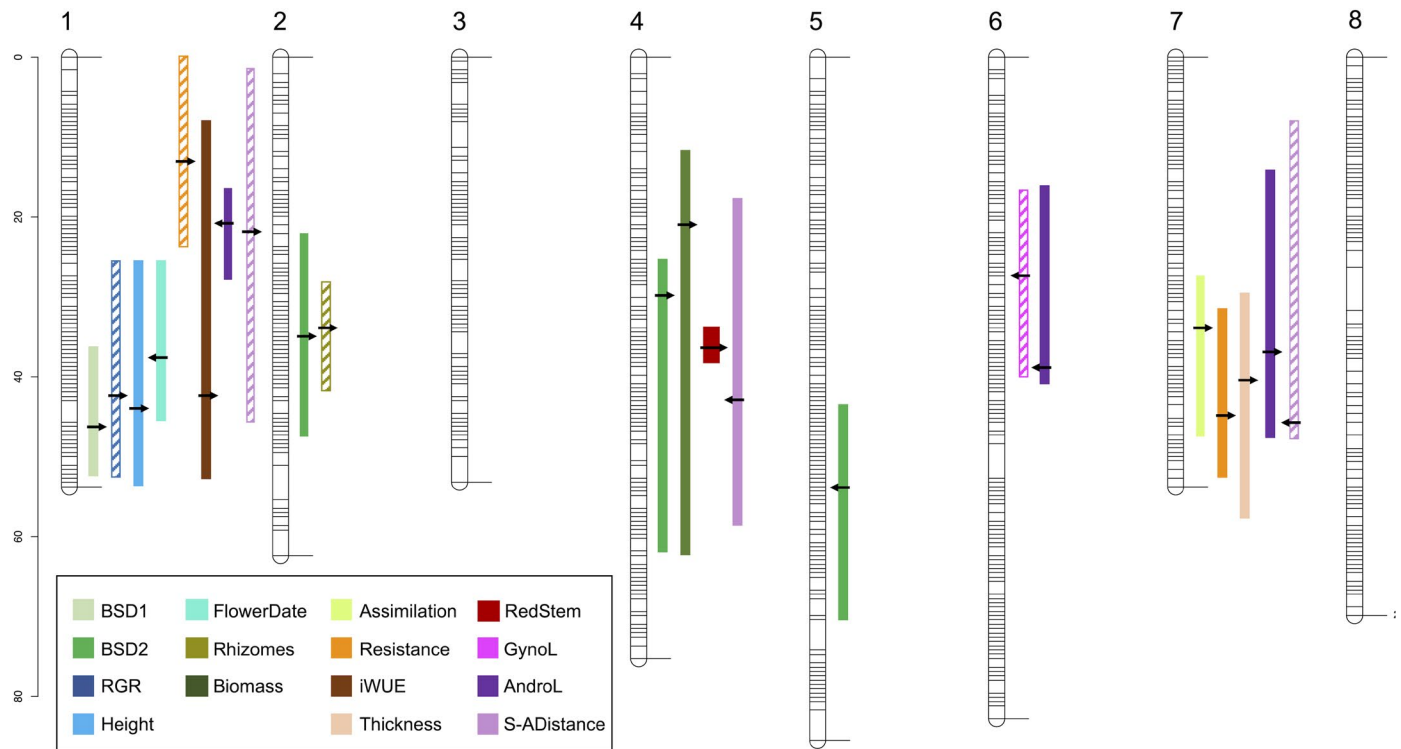 1 2 3 4 5 6 7 8
0
20
40
60
80
BSD1 FlowerDate Assimilation RedStem
BSD2 Rhizomes Resistance GynoL
RGR Biomass iWUE AndroL
Height Thickness S-ADistance